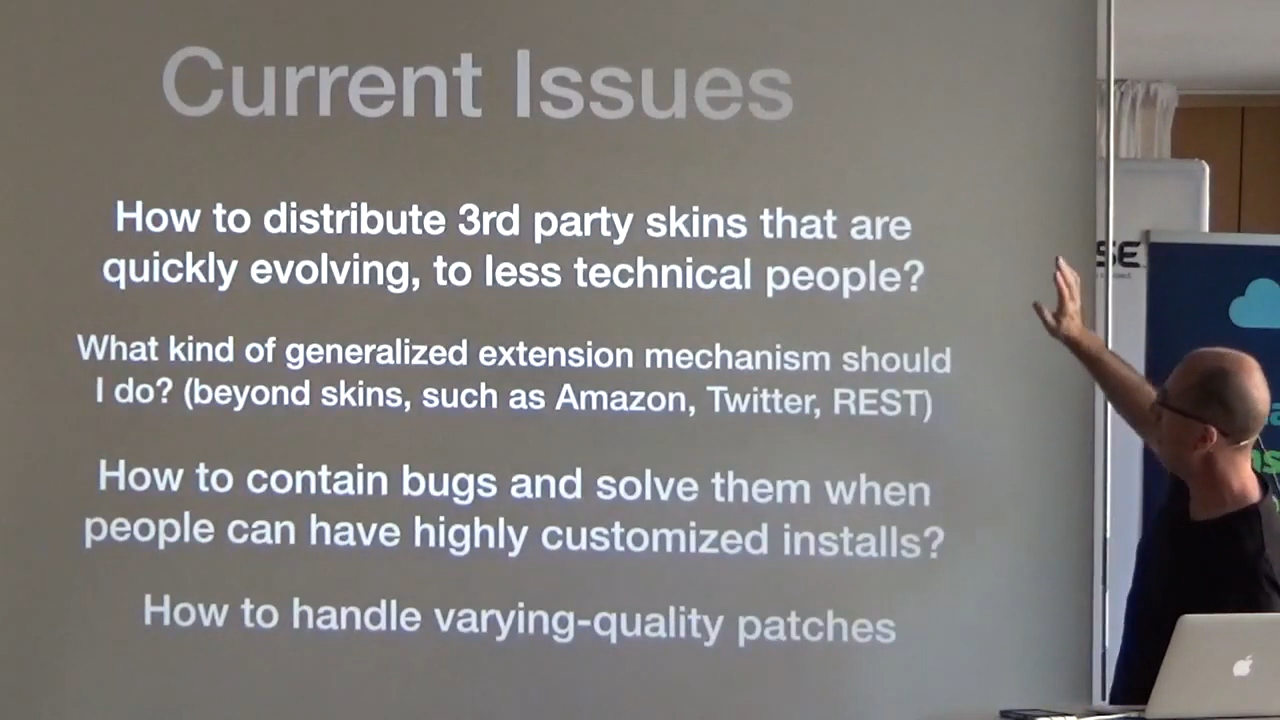 Current Issues
How to distribute 3rd party skins that are
quickly evolving, to less technical people?
What kind of generalized extension mechanism should
I do? (beyond skins, such as Amazon, Twitter, REST)
How to contain bugs and solve them when
people can have highly customized installs?
How to handle varying-quality patches
SE